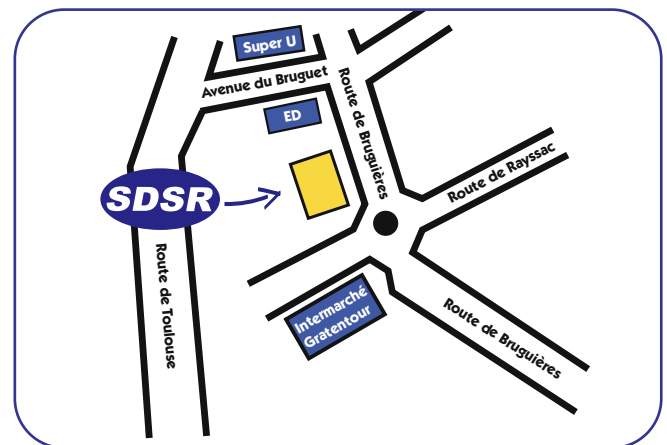 Super U
Avenue du Bruguet
ED
Route de Bruguières
Route de Rayssac
SDSR
Route de Toulouse
Intermarché
Gratentour
Route de Bruguières